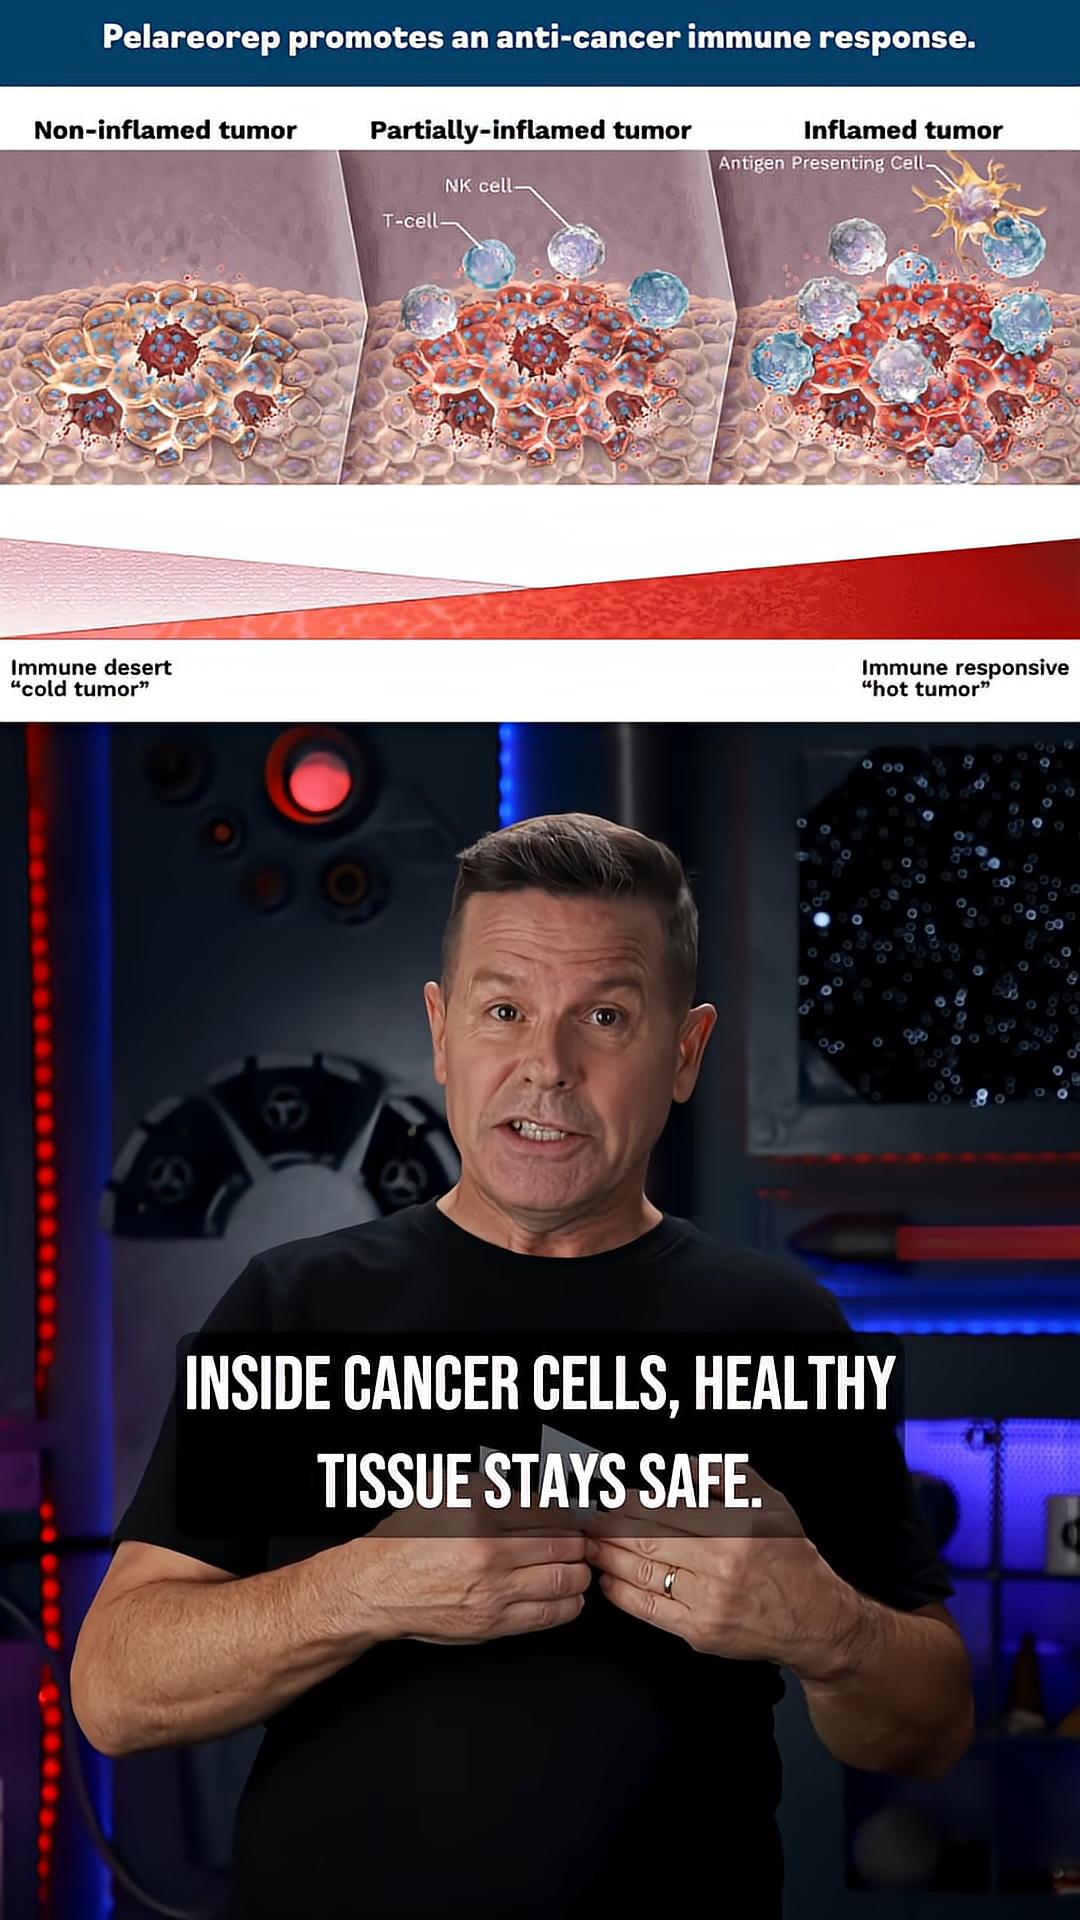 Pelareorep promotes an anti-cancer immune response.
Non-inflamed tumor
Partially-inflamed tumor
Inflamed tumor
Antigen Presenting Cell
NK cell
T-cell
Immune desert
“cold tumor”
Immune responsive
“hot tumor”
INSIDE CANCER CELLS, HEALTHY
TISSUE STAYS SAFE.